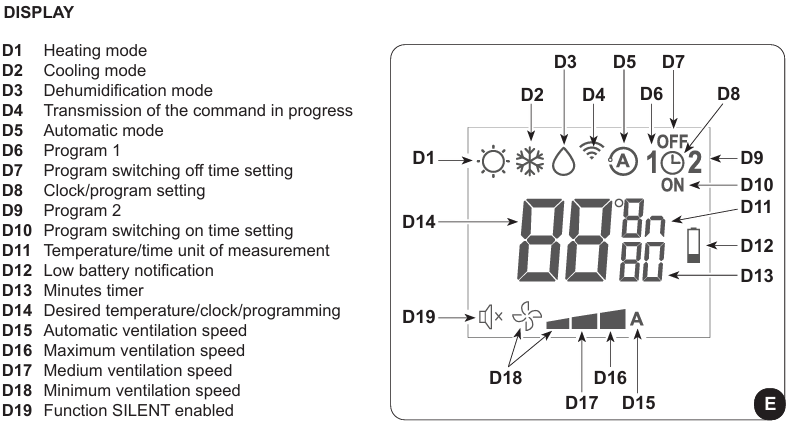 DISPLAY
D1 Heating mode
D2 Cooling mode
D3 Dehumidification mode
D4 Transmission of the command in progress
D5 Automatic mode
D6 Program 1
D7 Program switching off time setting
D8 Clock/program setting
D9 Program 2
D10 Program switching on time setting
D11 Temperature/time unit of measurement
D12 Low battery notification
D13 Minutes timer
D14 Desired temperature/clock/programming
D15 Automatic ventilation speed
D16 Maximum ventilation speed
D17 Medium ventilation speed
D18 Minimum ventilation speed
D19 Function SILENT enabled
D3 D5 D7
D2 D4 D6 D8
OFF
D1 A 1 2 D9
ON D10
D14 88° 8n D11
D12
80 D13
D19 A
D18 D16
D17 D15
E